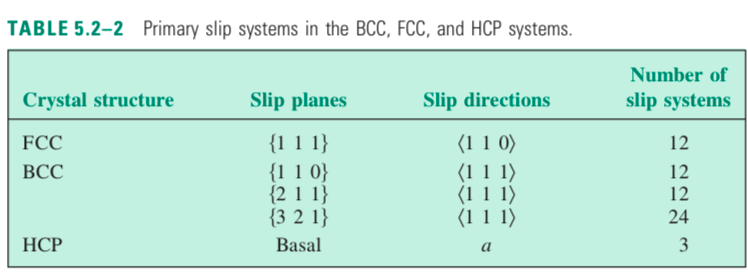 TABLE 5.2–2 Primary slip systems in the BCC, FCC, and HCP systems.
Number of
Crystal structure Slip planes Slip directions slip systems
FCC {1 1 1} ⟨1 1 0⟩ 12
BCC {1 1 0} ⟨1 1 1⟩ 12
{2 1 1} ⟨1 1 1⟩ 12
{3 2 1} ⟨1 1 1⟩ 24
HCP Basal a 3